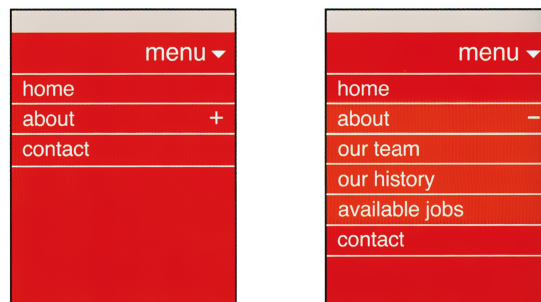 menu
home
about +
contact
menu
home
about -
our team
our history
available jobs
contact